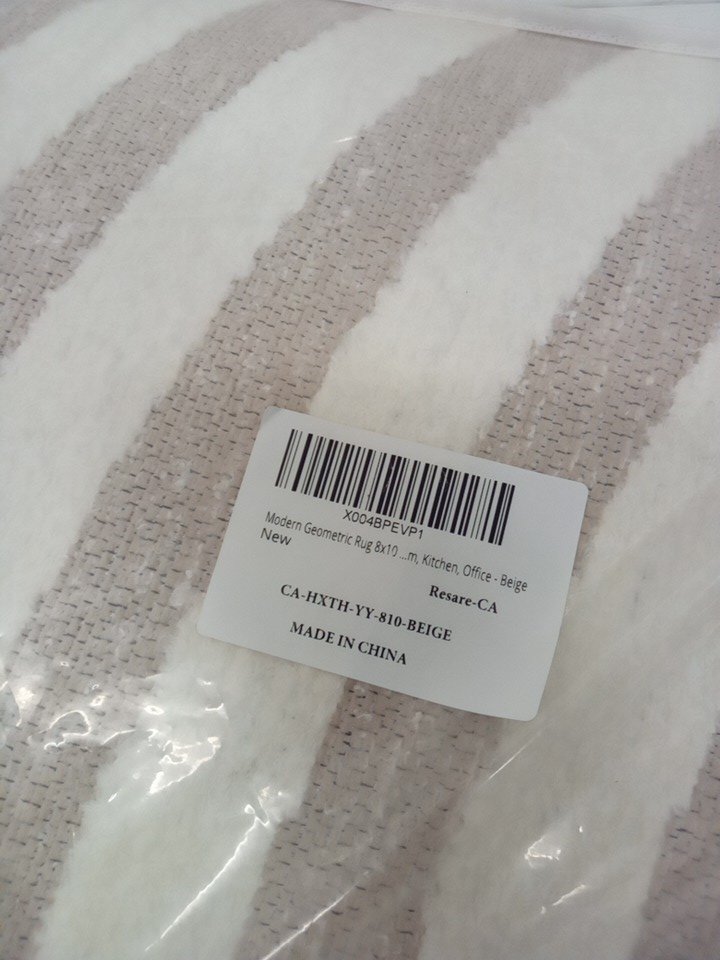 X004BPEVP1
Modern Geometric Rug 8x10 ...m, Kitchen, Office - Beige
New
Resare-CA
CA-HXTH-YY-810-BEIGE
MADE IN CHINA